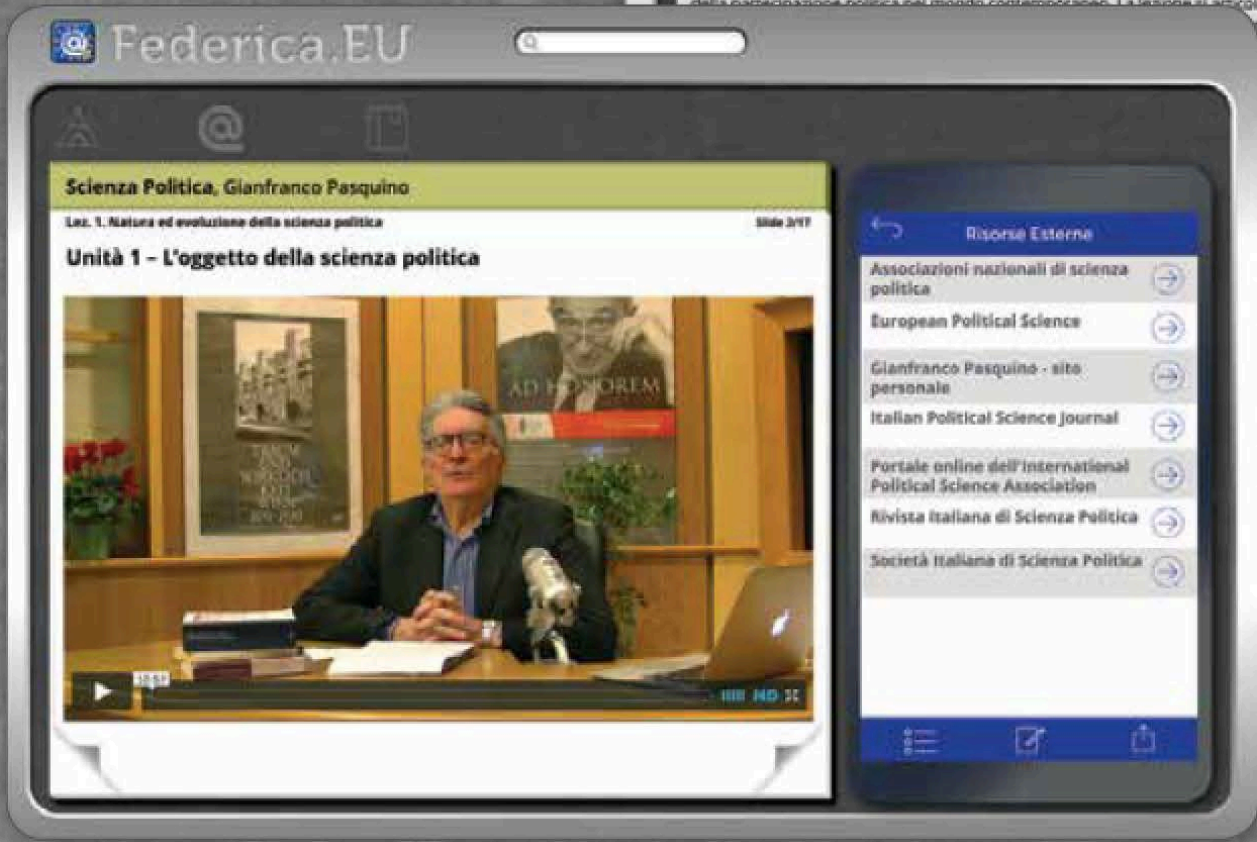 Federica.EU
Scienza Politica, Gianfranco Pasquino
Lez. 1. Natura ed evoluzione della scienza politica
Slide 3/17
Unità 1 – L'oggetto della scienza politica
AD HONOREM
10:57
HD
Risorse Esterne
Associazioni nazionali di scienza
politica
European Political Science
Gianfranco Pasquino - sito
personale
Italian Political Science Journal
Portale online dell'International
Political Science Association
Rivista Italiana di Scienza Politica
Società Italiana di Scienza Politica